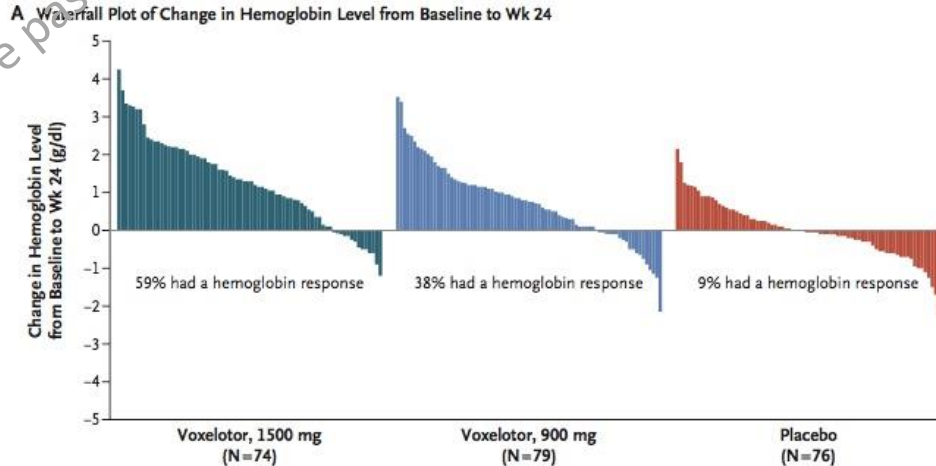 A Waterfall Plot of Change in Hemoglobin Level from Baseline to Wk 24
e pas
Change in Hemoglobin Level
from Baseline to Wk 24 (g/dl)
5
4
3
2
1
0
-1
-2
-3
-4
-5
59% had a hemoglobin response
38% had a hemoglobin response
9% had a hemoglobin response
Voxelotor, 1500 mg
(N=74)
Voxelotor, 900 mg
(N=79)
Placebo
(N=76)